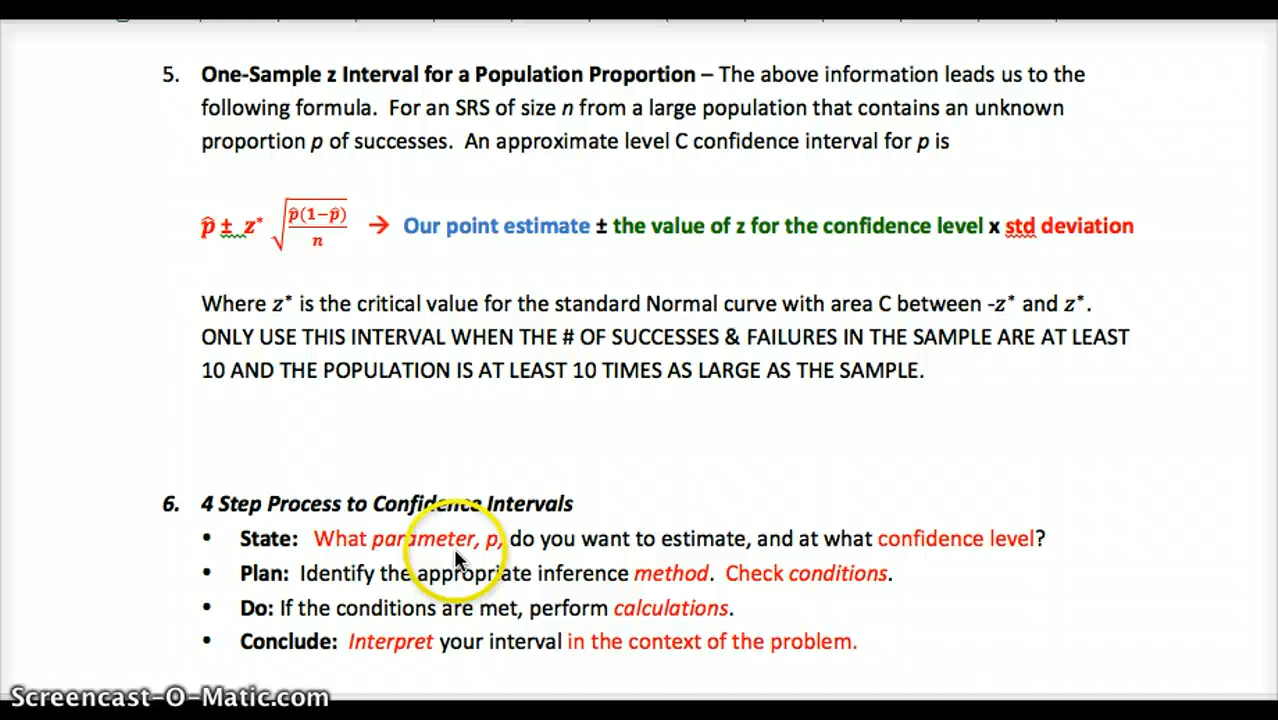 5. One-Sample z Interval for a Population Proportion – The above information leads us to the
following formula. For an SRS of size n from a large population that contains an unknown
proportion p of successes. An approximate level C confidence interval for p is
p̂ ± z* √(p̂(1−p̂)/n) → Our point estimate ± the value of z for the confidence level x std deviation
Where z* is the critical value for the standard Normal curve with area C between -z* and z*.
ONLY USE THIS INTERVAL WHEN THE # OF SUCCESSES & FAILURES IN THE SAMPLE ARE AT LEAST
10 AND THE POPULATION IS AT LEAST 10 TIMES AS LARGE AS THE SAMPLE.
6. 4 Step Process to Confidence Intervals
• State: What parameter, p, do you want to estimate, and at what confidence level?
• Plan: Identify the appropriate inference method. Check conditions.
• Do: If the conditions are met, perform calculations.
• Conclude: Interpret your interval in the context of the problem.
Screencast-O-Matic.com